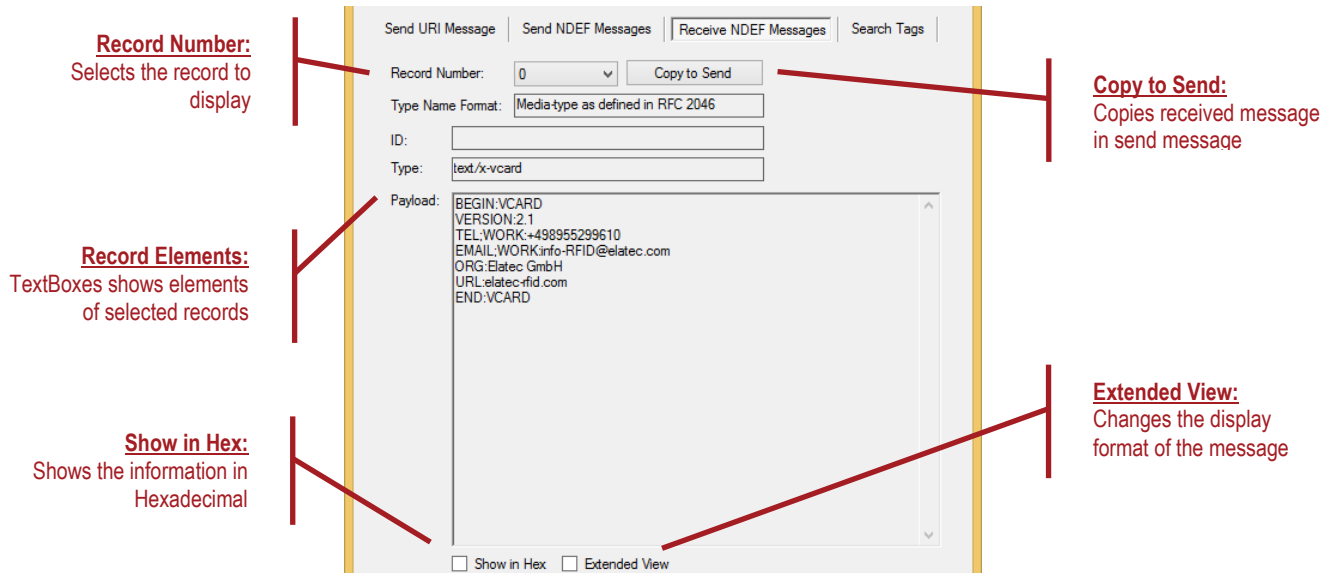 Send URI Message
Send NDEF Messages
Receive NDEF Messages
Search Tags
Record Number:
Selects the record to
display
Record Number:
0
Copy to Send
Type Name Format:
Media-type as defined in RFC 2046
ID:
Type:
text/x-vcard
Payload:
BEGIN:VCARD
VERSION:2.1
TEL;WORK:+498955299610
EMAIL;WORK:info-RFID@elatec.com
ORG:Elatec GmbH
URL:elatec-rfid.com
END:VCARD
Copy to Send:
Copies received message
in send message
Record Elements:
TextBoxes shows elements
of selected records
Extended View:
Changes the display
format of the message
Show in Hex:
Shows the information in
Hexadecimal
Show in Hex
Extended View